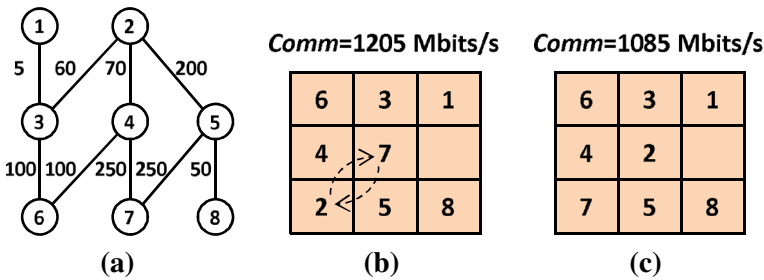 1 2
5 60 70 200
3 4 5
100 100 250 250 50
6 7 8
(a)
Comm=1205 Mbits/s
6 3 1
4 7
2 5 8
(b)
Comm=1085 Mbits/s
6 3 1
4 2
7 5 8
(c)